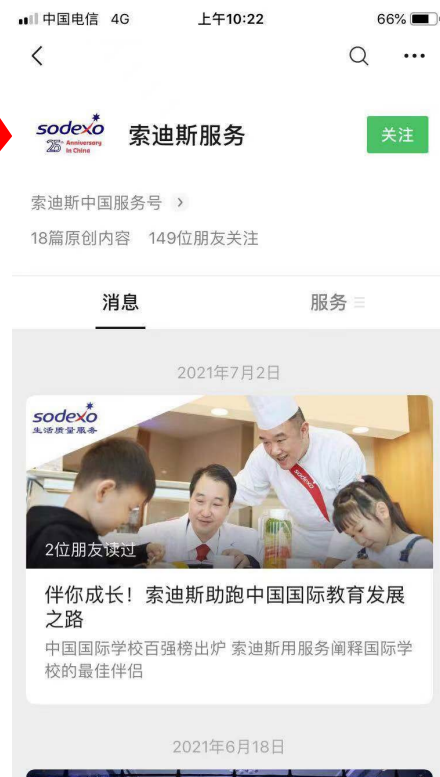 中国电信 4G 上午10:22 66%
sodexo 索迪斯服务 关注
25th Anniversary
in China
索迪斯中国服务号
18篇原创内容 149位朋友关注
消息 服务
2021年7月2日
sodexo
生活质量服务
sodexo
2位朋友读过
伴你成长！索迪斯助跑中国国际教育发展
之路
中国国际学校百强榜出炉 索迪斯用服务阐释国际学
校的最佳伴侣
2021年6月18日